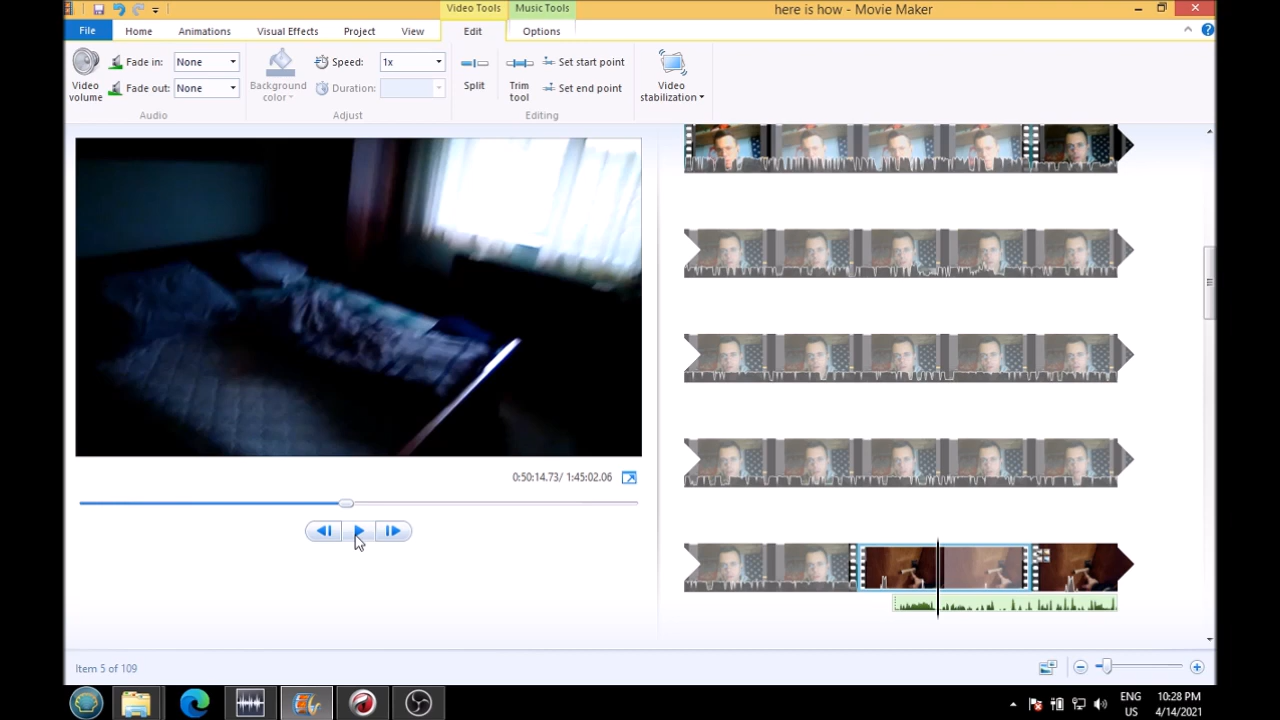 Video Tools Music Tools here is how - Movie Maker
File Home Animations Visual Effects Project View Edit Options
Video volume
Fade in: None
Fade out: None
Audio
Background color
Speed: 1x
Duration:
Adjust
Split
Trim tool
Set start point
Set end point
Editing
Video stabilization
0:50:14.73/ 1:45:02.06
Item 5 of 109
ENG
US
10:28 PM
4/14/2021